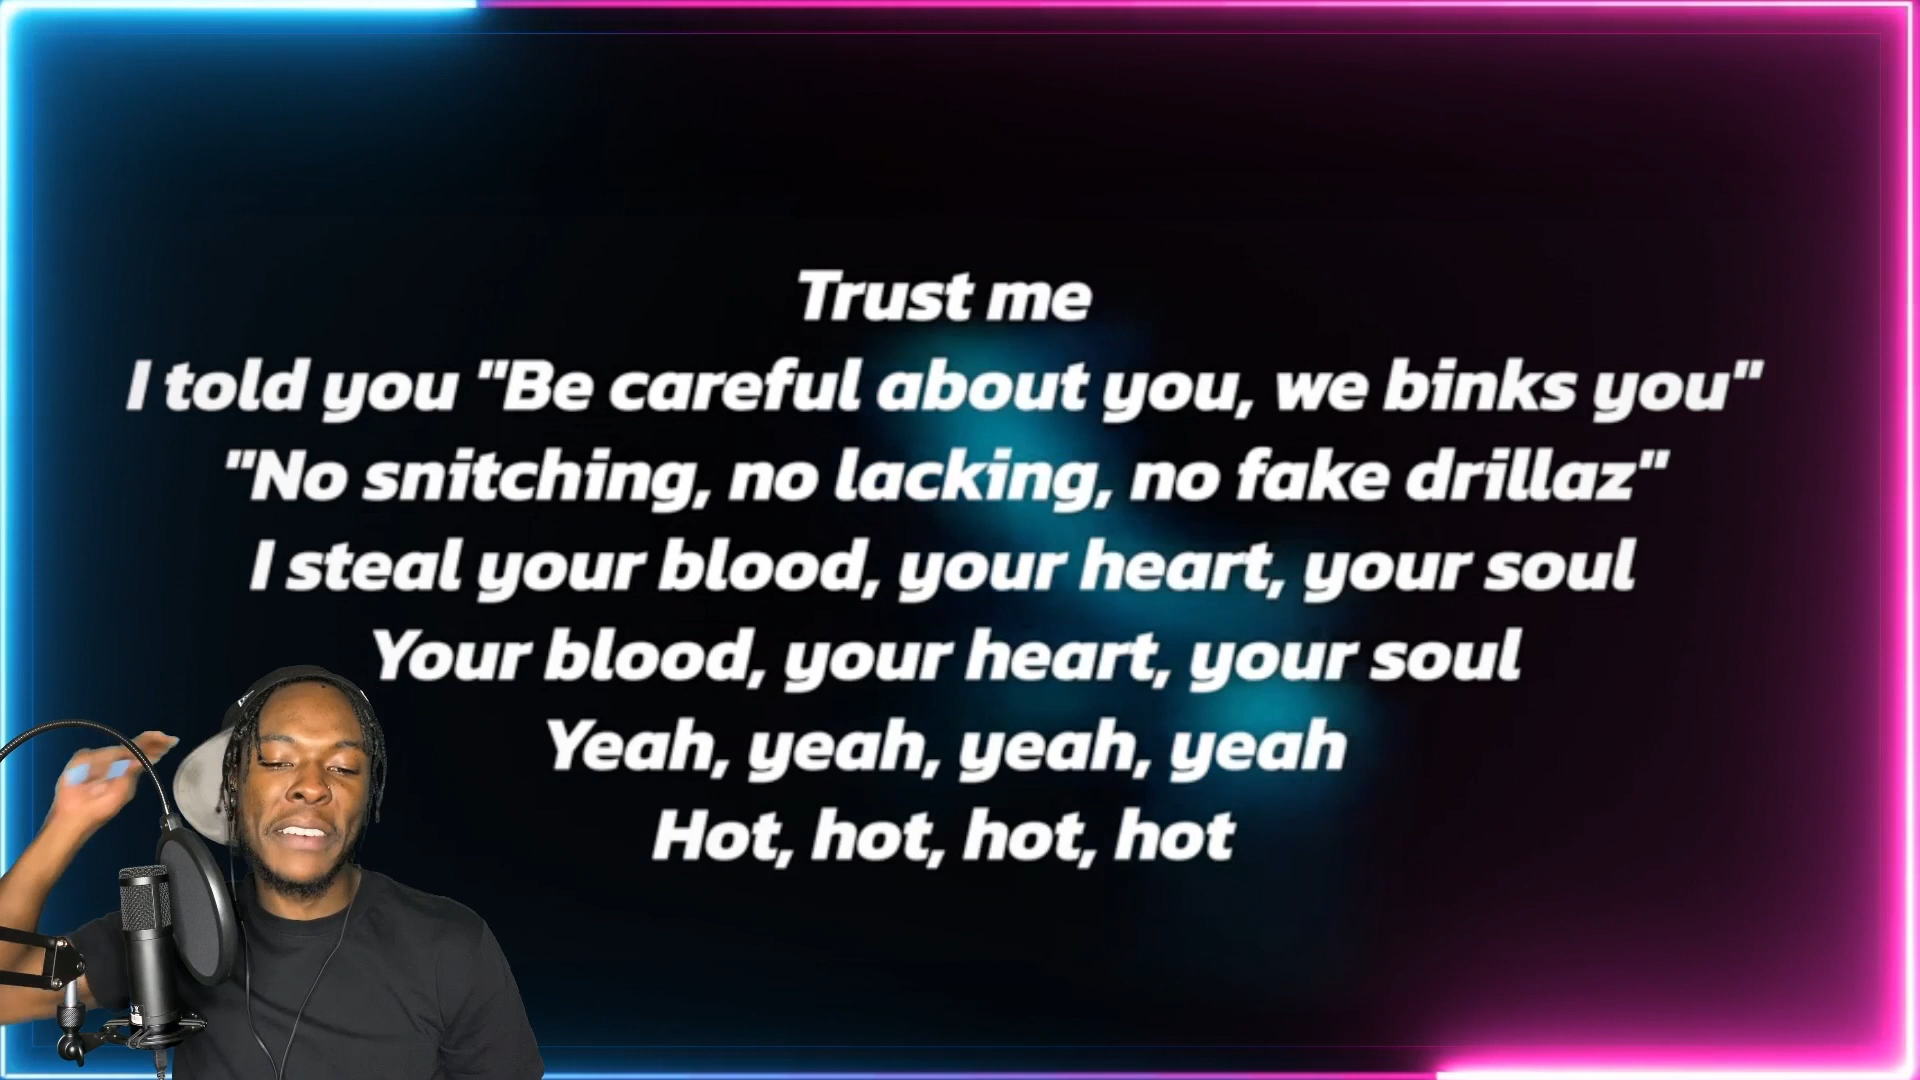 Trust me
I told you "Be careful about you, we binks you"
"No snitching, no lacking, no fake drillaz"
I steal your blood, your heart, your soul
Your blood, your heart, your soul
Yeah, yeah, yeah, yeah
Hot, hot, hot, hot